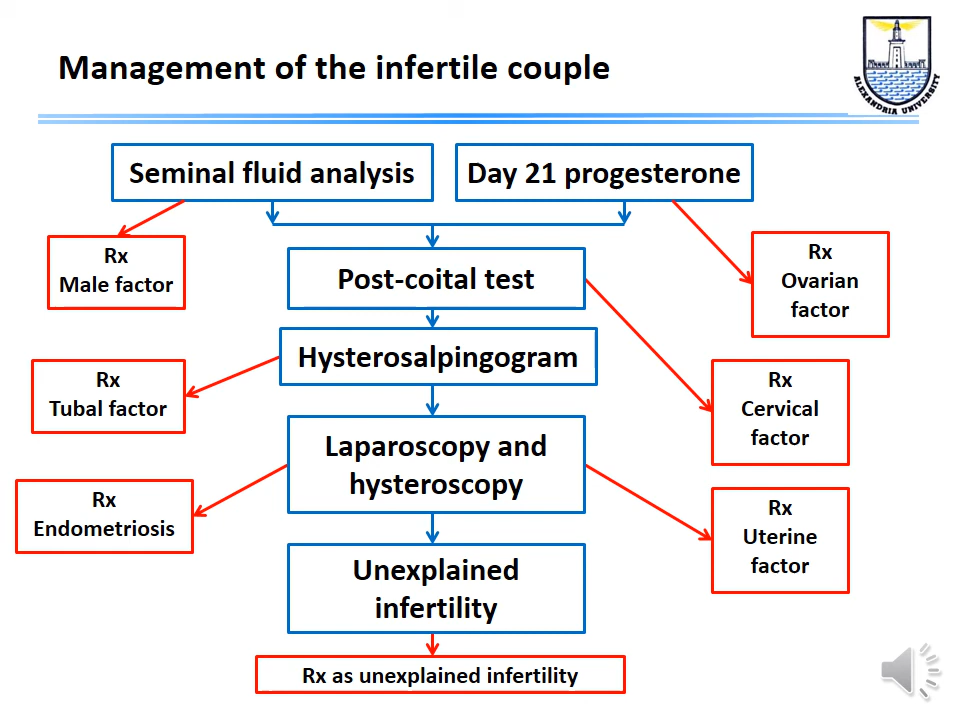 Management of the infertile couple
ALEXANDRIA UNIVERSITY
Seminal fluid analysis
Day 21 progesterone
Rx
Male factor
Post-coital test
Rx
Ovarian
factor
Hysterosalpingogram
Rx
Tubal factor
Rx
Cervical
factor
Laparoscopy and
hysteroscopy
Rx
Endometriosis
Rx
Uterine
factor
Unexplained
infertility
Rx as unexplained infertility